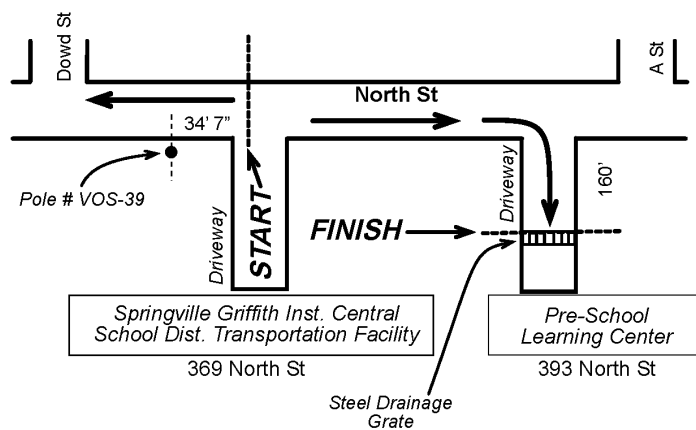 Dowd St
A St
North St
34' 7"
Pole # VOS-39
Driveway
START
FINISH
Driveway
160'
Springville Griffith Inst. Central
School Dist. Transportation Facility
369 North St
Pre-School
Learning Center
393 North St
Steel Drainage
Grate